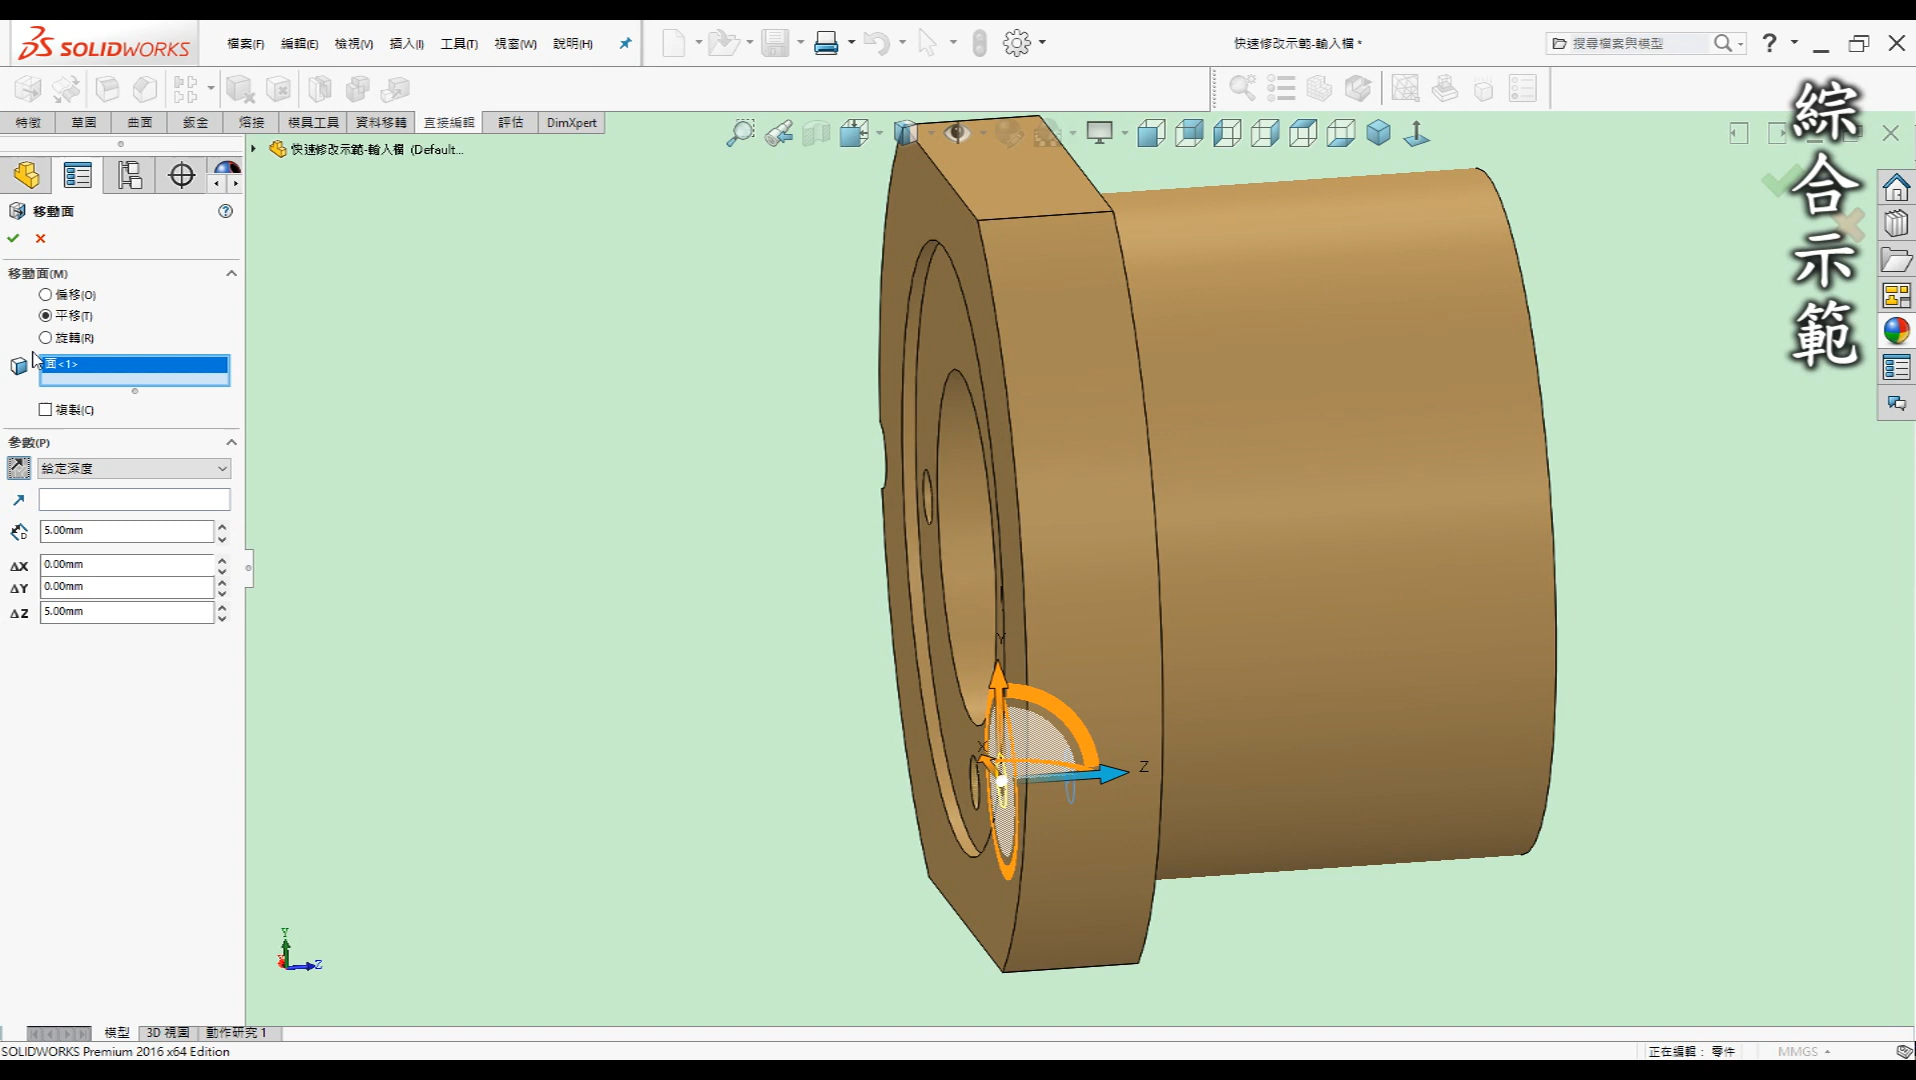 SOLIDWORKS
檔案(F) 編輯(E) 檢視(V) 插入(I) 工具(T) 視窗(W) 說明(H)
快速修改示範-輸入檔 *
搜尋檔案與模型
特徵 草圖 曲面 鈑金 熔接 模具工具 資料移轉 直接編輯 評估 DimXpert
快速修改示範-輸入檔 (Default...
綜合示範
移動面
移動面(M)
偏移(O)
平移(T)
旋轉(R)
面<1>
複製(C)
參數(P)
給定深度
5.00mm
ΔX 0.00mm
ΔY 0.00mm
ΔZ 5.00mm
Y
X
Z
Y
Z
模型 3D 視圖 動作研究 1
SOLIDWORKS Premium 2016 x64 Edition
正在編輯： 零件
MMGS